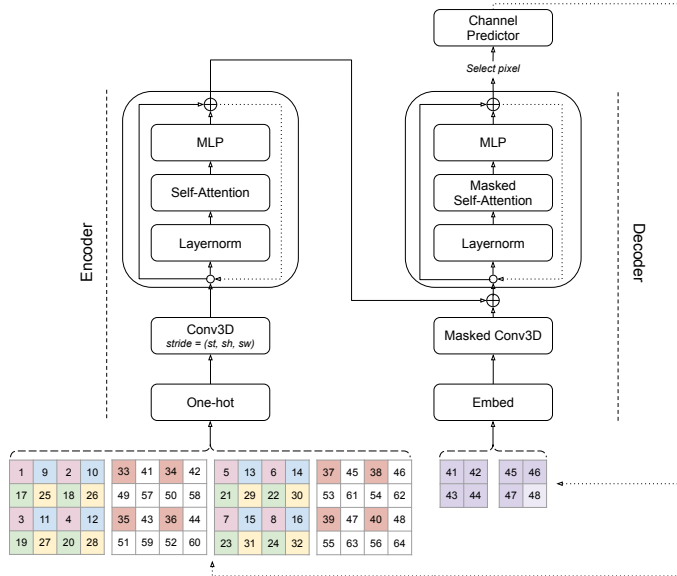 Channel
Predictor
Select pixel
MLP
Self-Attention
Layernorm
Encoder
Conv3D
stride = (st, sh, sw)
One-hot
MLP
Masked
Self-Attention
Layernorm
Decoder
Masked Conv3D
Embed
1 9 2 10
17 25 18 26
3 11 4 12
19 27 20 28
33 41 34 42
49 57 50 58
35 43 36 44
51 59 52 60
5 13 6 14
21 29 22 30
7 15 8 16
23 31 24 32
37 45 38 46
53 61 54 62
39 47 40 48
55 63 56 64
41 42
43 44
45 46
47 48